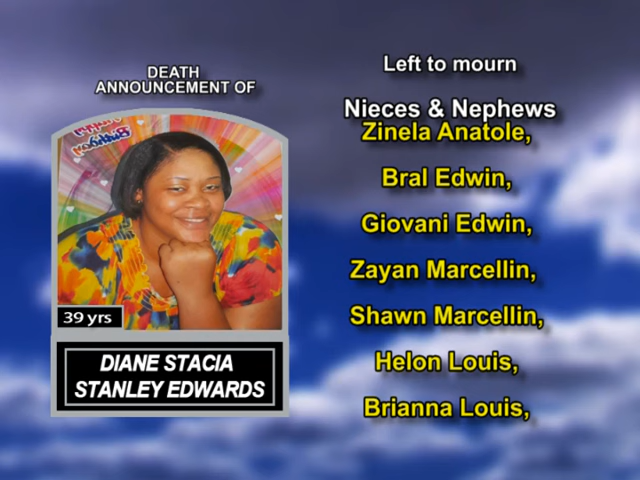 DEATH
ANNOUNCEMENT OF
39 yrs
DIANE STACIA
STANLEY EDWARDS
Left to mourn
Nieces & Nephews
Zinela Anatole,
Bral Edwin,
Giovani Edwin,
Zayan Marcellin,
Shawn Marcellin,
Helon Louis,
Brianna Louis,